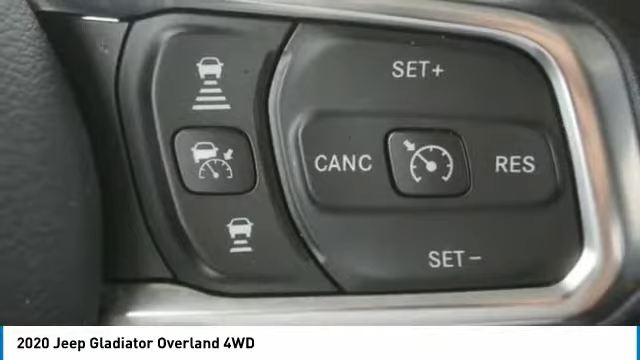 SET+
CANC
RES
SET-
2020 Jeep Gladiator Overland 4WD